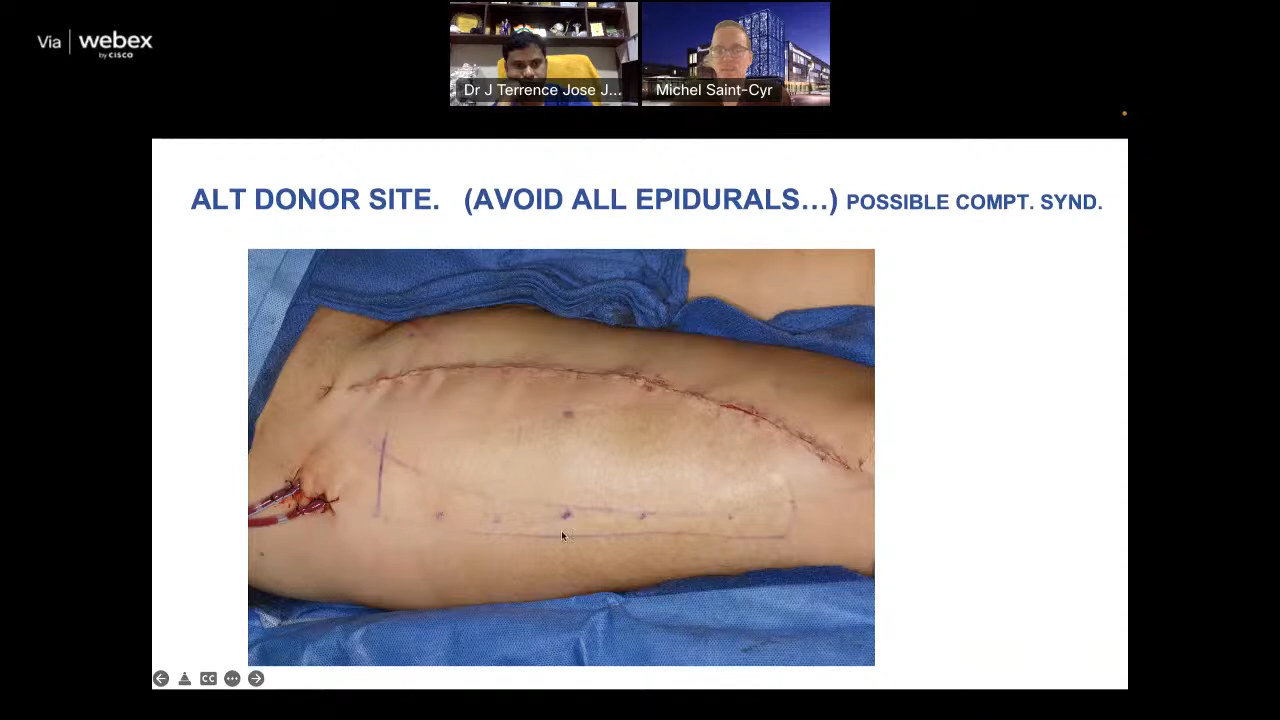 Via webex
by CISCO
Dr J Terrence Jose J...
Michel Saint-Cyr
ALT DONOR SITE. (AVOID ALL EPIDURALS...) POSSIBLE COMPT. SYND.
CC